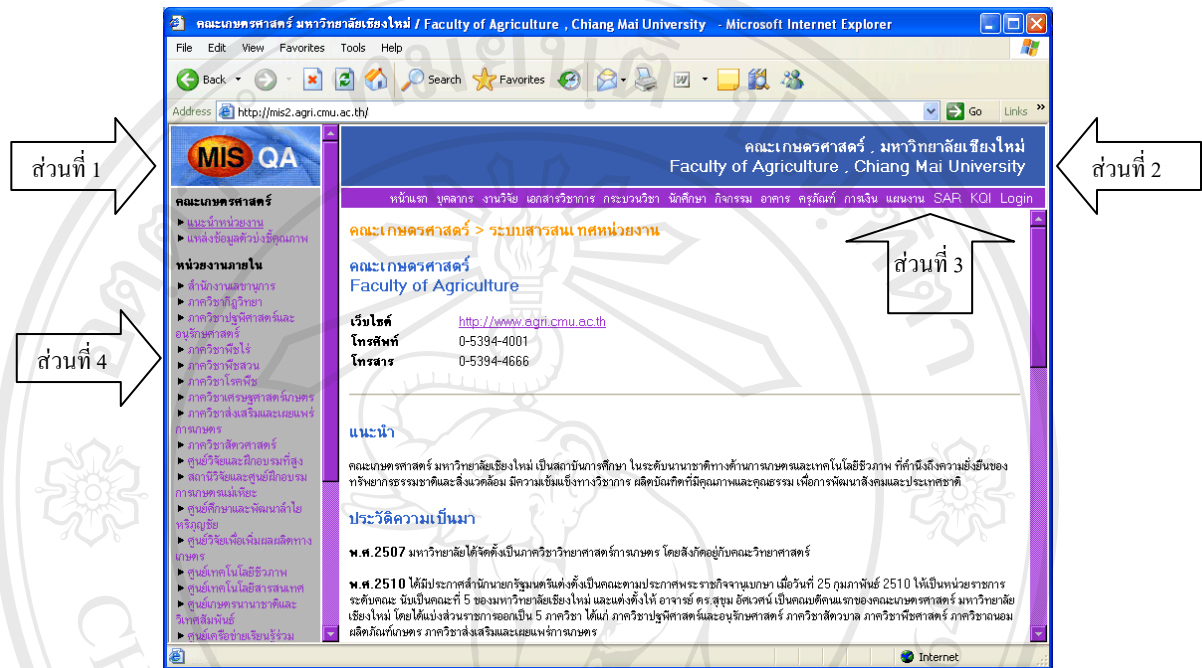 คณะเกษตรศาสตร์ มหาวิทยาลัยเชียงใหม่ / Faculty of Agriculture , Chiang Mai University - Microsoft Internet Explorer
File Edit View Favorites Tools Help
Back Search Favorites
Address http://mis2.agri.cmu.ac.th/ Go Links »
ส่วนที่ 1
MIS QA
คณะเกษตรศาสตร์ , มหาวิทยาลัยเชียงใหม่
Faculty of Agriculture , Chiang Mai University
ส่วนที่ 2
หน้าแรก บุคลากร งานวิจัย เอกสารวิชาการ กระบวนวิชา นักศึกษา กิจกรรม อาคาร ครุภัณฑ์ การเงิน แผนงาน SAR KQI Login
ส่วนที่ 3
คณะเกษตรศาสตร์
แนะนำหน่วยงาน
แหล่งข้อมูลตัวบ่งชี้คุณภาพ
หน่วยงานภายใน
สำนักงานเลขานุการ
ภาควิชากีฏวิทยา
ภาควิชาปฐพีศาสตร์และ
อนุรักษศาสตร์
ภาควิชาพืชไร่
ภาควิชาพืชสวน
ภาควิชาโรคพืช
ภาควิชาเศรษฐศาสตร์เกษตร
ภาควิชาส่งเสริมและเผยแพร่
การเกษตร
ภาควิชาสัตวศาสตร์
ศูนย์วิจัยและฝึกอบรมที่สูง
สถานีวิจัยและศูนย์ฝึกอบรม
การเกษตรแม่เหียะ
ศูนย์ศึกษาและพัฒนาลำไย
หริภุญชัย
ศูนย์วิจัยเพื่อเพิ่มผลผลิตทาง
เกษตร
ศูนย์เทคโนโลยีชีวภาพ
ศูนย์เทคโนโลยีสารสนเทศ
ศูนย์เกษตรนานาชาติและ
วิเทศสัมพันธ์
ศูนย์เครือข่ายเรียนรู้ร่วม
ส่วนที่ 4
คณะเกษตรศาสตร์ > ระบบสารสนเทศหน่วยงาน
คณะเกษตรศาสตร์
Faculty of Agriculture
เว็บไซต์ http://www.agri.cmu.ac.th
โทรศัพท์ 0-5394-4001
โทรสาร 0-5394-4666
แนะนำ
คณะเกษตรศาสตร์ มหาวิทยาลัยเชียงใหม่ เป็นสถาบันการศึกษา ในระดับนานาชาติทางด้านการเกษตรและเทคโนโลยีชีวภาพ ที่คำนึงถึงความยั่งยืนของ
ทรัพยากรธรรมชาติและสิ่งแวดล้อม มีความเข้มแข็งทางวิชาการ ผลิตบัณฑิตที่มีคุณภาพและคุณธรรม เพื่อการพัฒนาสังคมและประเทศชาติ
ประวัติความเป็นมา
พ.ศ.2507 มหาวิทยาลัยได้จัดตั้งเป็นภาควิชาวิทยาศาสตร์การเกษตร โดยสังกัดอยู่กับคณะวิทยาศาสตร์
พ.ศ.2510 ได้มีประกาศสำนักนายกรัฐมนตรีแต่งตั้งเป็นคณะตามประกาศพระราชกิจจานุเบกษา เมื่อวันที่ 25 กุมภาพันธ์ 2510 ให้เป็นหน่วยราชการ
ระดับคณะ นับเป็นคณะที่ 5 ของมหาวิทยาลัยเชียงใหม่ และแต่งตั้งให้ อาจารย์ ดร.สุขุม อัศเวศน์ เป็นคณบดีคนแรกของคณะเกษตรศาสตร์ มหาวิทยาลัย
เชียงใหม่ โดยได้แบ่งส่วนราชการออกเป็น 5 ภาควิชา ได้แก่ ภาควิชาปฐพีศาสตร์และอนุรักษศาสตร์ ภาควิชาสัตวบาล ภาควิชาพืชศาสตร์ ภาควิชาถนอม
ผลิตภัณฑ์เกษตร ภาควิชาส่งเสริมและเผยแพร่การเกษตร
Internet